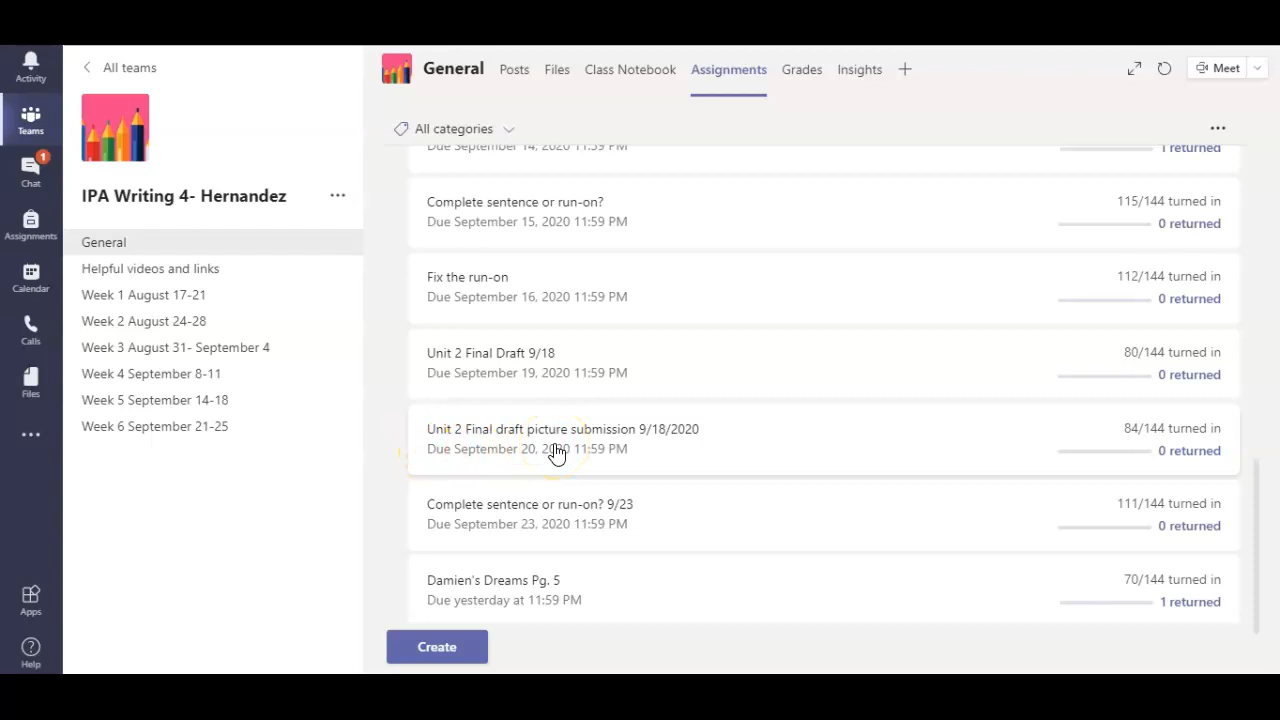 Activity
Teams
1
Chat
Assignments
Calendar
Calls
Files
Apps
Help
All teams
IPA Writing 4- Hernandez
General
Helpful videos and links
Week 1 August 17-21
Week 2 August 24-28
Week 3 August 31- September 4
Week 4 September 8-11
Week 5 September 14-18
Week 6 September 21-25
General Posts Files Class Notebook Assignments Grades Insights
Meet
All categories
Due September 14, 2020 11:59 PM 1 returned
Complete sentence or run-on? 115/144 turned in
Due September 15, 2020 11:59 PM 0 returned
Fix the run-on 112/144 turned in
Due September 16, 2020 11:59 PM 0 returned
Unit 2 Final Draft 9/18 80/144 turned in
Due September 19, 2020 11:59 PM 0 returned
Unit 2 Final draft picture submission 9/18/2020 84/144 turned in
Due September 20, 2020 11:59 PM 0 returned
Complete sentence or run-on? 9/23 111/144 turned in
Due September 23, 2020 11:59 PM 0 returned
Damien's Dreams Pg. 5 70/144 turned in
Due yesterday at 11:59 PM 1 returned
Create